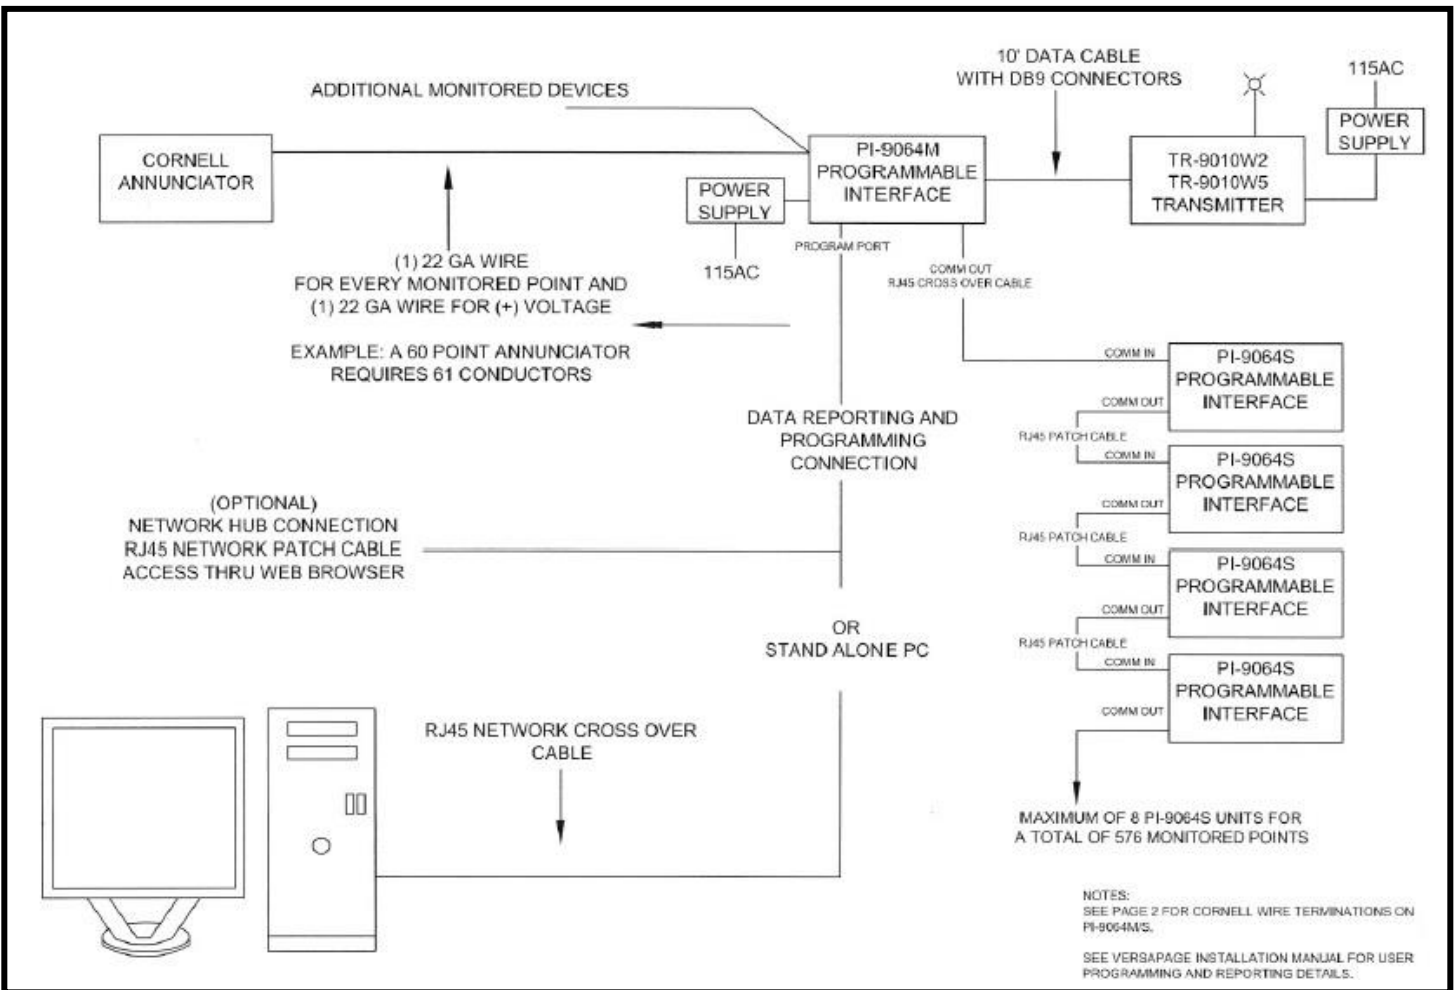 ADDITIONAL MONITORED DEVICES
10' DATA CABLE
WITH DB9 CONNECTORS
115AC
POWER
SUPPLY
CORNELL
ANNUNCIATOR
PI-9064M
PROGRAMMABLE
INTERFACE
TR-9010W2
TR-9010W5
TRANSMITTER
POWER
SUPPLY
115AC
PROGRAM PORT
COMM OUT
RJ45 CROSS OVER CABLE
(1) 22 GA WIRE
FOR EVERY MONITORED POINT AND
(1) 22 GA WIRE FOR (+) VOLTAGE
EXAMPLE: A 60 POINT ANNUNCIATOR
REQUIRES 61 CONDUCTORS
COMM IN
PI-9064S
PROGRAMMABLE
INTERFACE
COMM OUT
RJ45 PATCH CABLE
COMM IN
PI-9064S
PROGRAMMABLE
INTERFACE
COMM OUT
RJ45 PATCH CABLE
COMM IN
PI-9064S
PROGRAMMABLE
INTERFACE
COMM OUT
RJ45 PATCH CABLE
COMM IN
PI-9064S
PROGRAMMABLE
INTERFACE
COMM OUT
DATA REPORTING AND
PROGRAMMING
CONNECTION
(OPTIONAL)
NETWORK HUB CONNECTION
RJ45 NETWORK PATCH CABLE
ACCESS THRU WEB BROWSER
OR
STAND ALONE PC
RJ45 NETWORK CROSS OVER
CABLE
MAXIMUM OF 8 PI-9064S UNITS FOR
A TOTAL OF 576 MONITORED POINTS
NOTES:
SEE PAGE 2 FOR CORNELL WIRE TERMINATIONS ON
PI-9064M/S.
SEE VERSAPAGE INSTALLATION MANUAL FOR USER
PROGRAMMING AND REPORTING DETAILS.